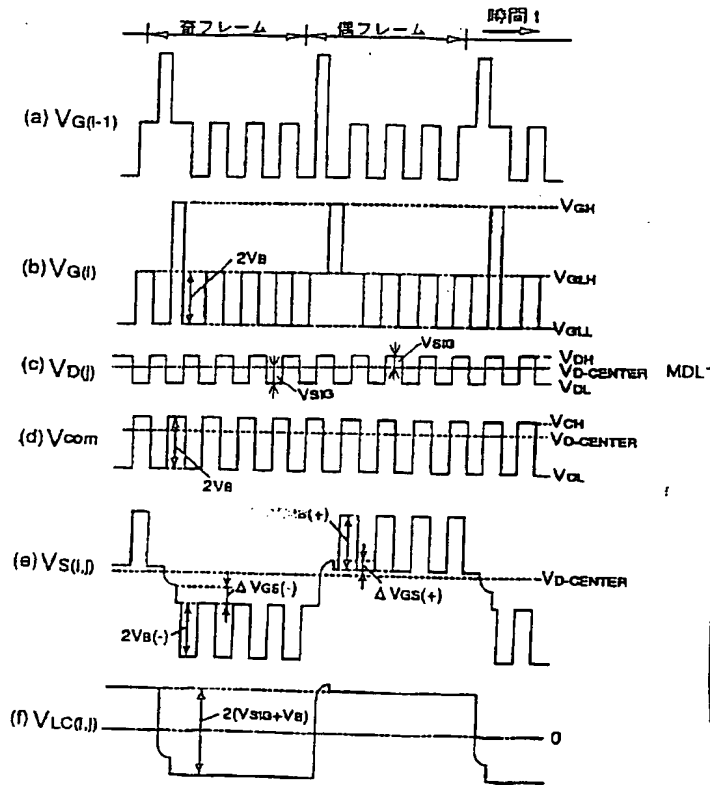 奇フレーム 偶フレーム 時間 t
(a) VG(I-1)
VGH
(b) VG(I) 2VB VGLH
VGLL
(c) VD(J) VSIG VSIG VDH
VD-CENTER MDL
VDL
(d) Vcom VCH
VD-CENTER
2VB VDL
B(+)
(e) VS(I,J) VD-CENTER
ΔVGS(-) ΔVGS(+)
2VB(-)
(f) VLC(I,J) 2(VSIG+VB) 0